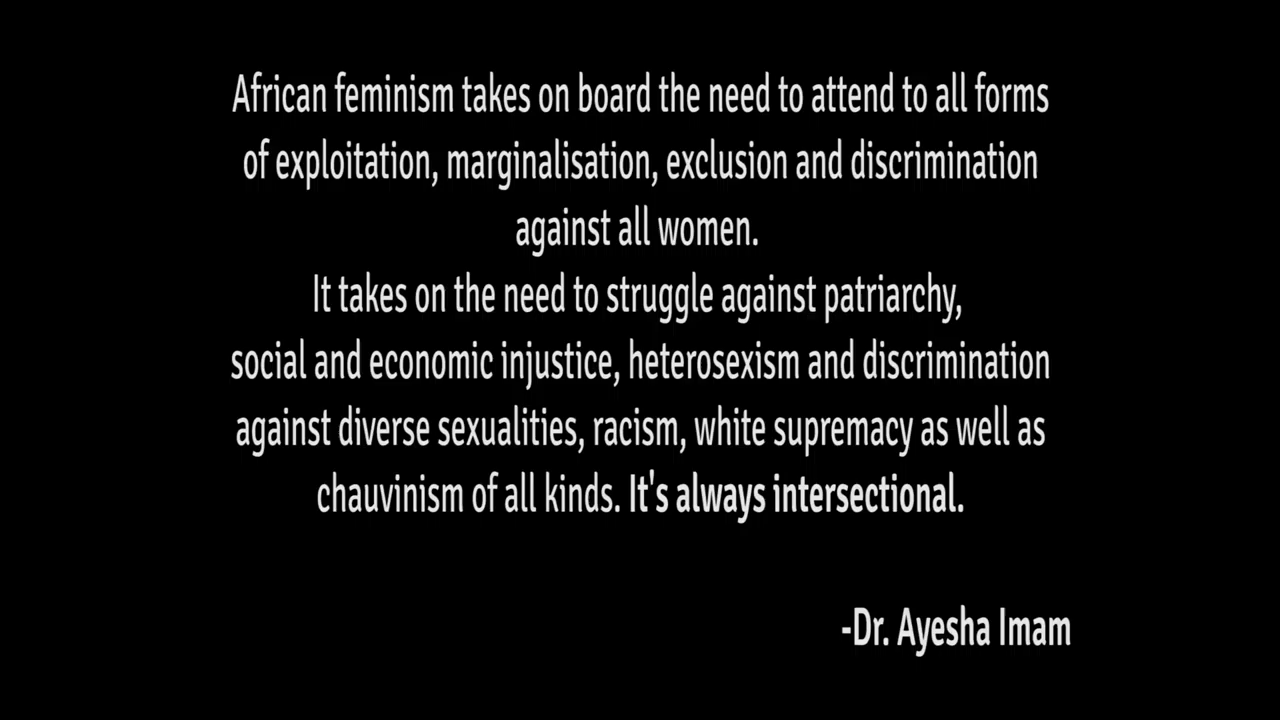 African feminism takes on board the need to attend to all forms
of exploitation, marginalisation, exclusion and discrimination
against all women.
It takes on the need to struggle against patriarchy,
social and economic injustice, heterosexism and discrimination
against diverse sexualities, racism, white supremacy as well as
chauvinism of all kinds. It's always intersectional.
-Dr. Ayesha Imam